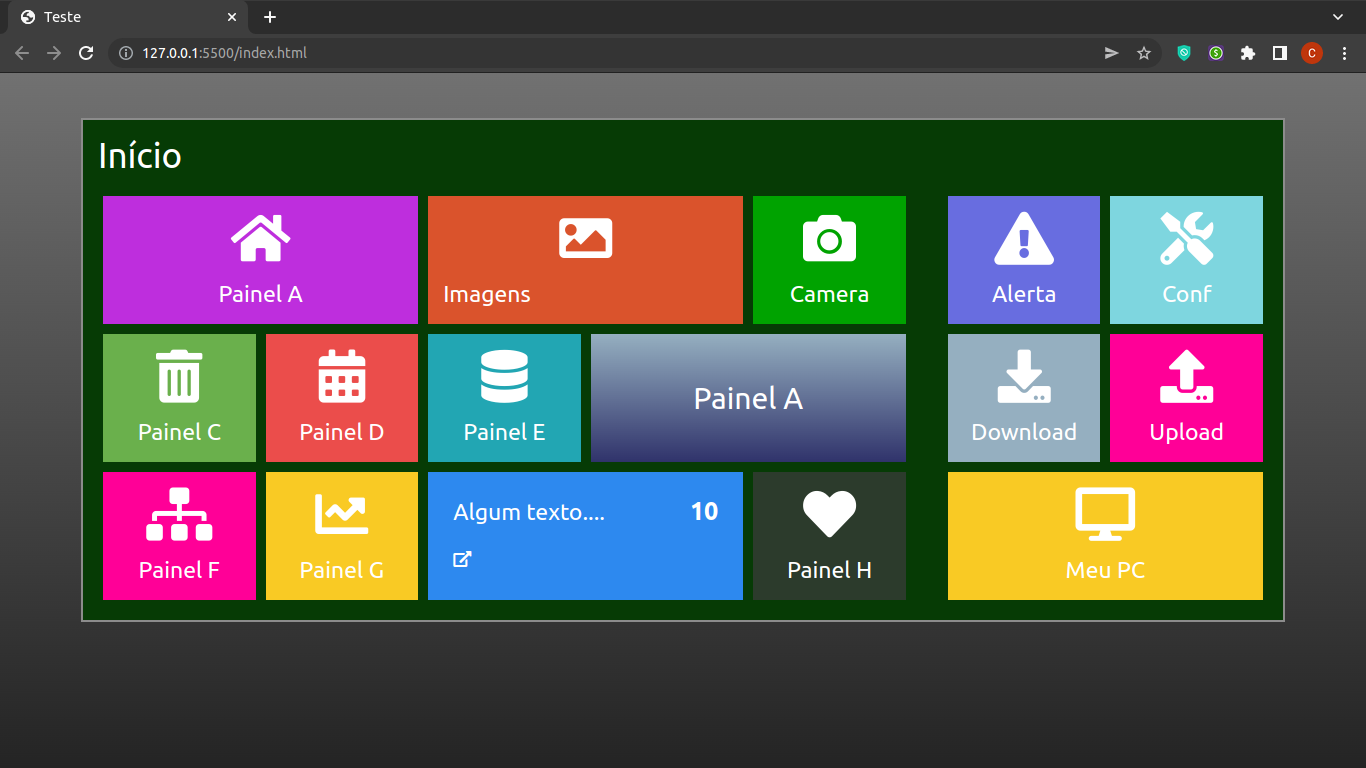 Teste
127.0.0.1:5500/index.html
C
Início
Painel A
Imagens
Camera
Alerta
Conf
Painel C
Painel D
Painel E
Painel A
Download
Upload
Painel F
Painel G
Algum texto.... 10
Painel H
Meu PC